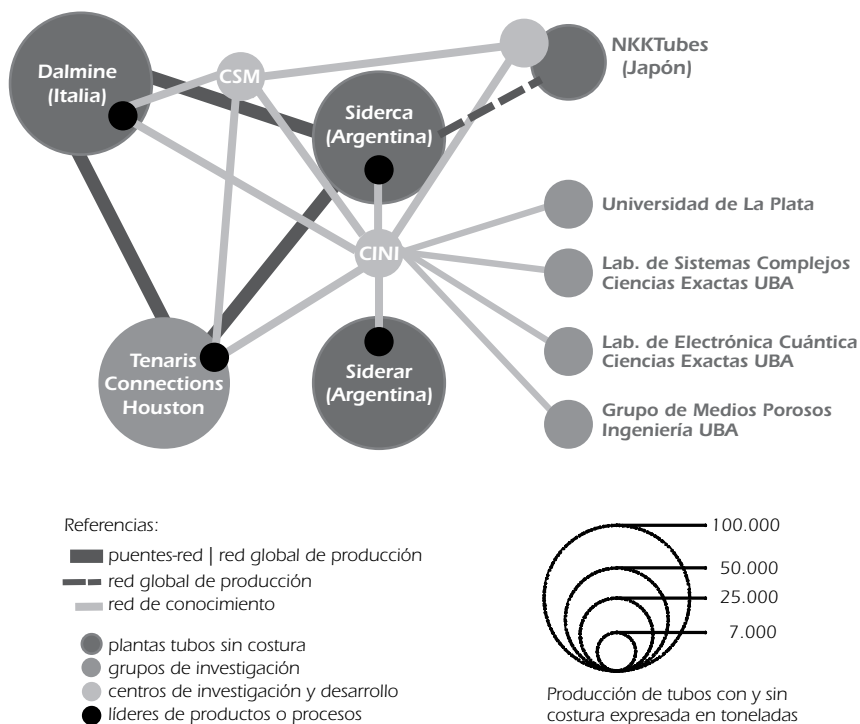 Dalmine
(Italia)
CSM
Siderca
(Argentina)
NKKTubes
(Japón)
CINI
Universidad de La Plata
Lab. de Sistemas Complejos
Ciencias Exactas UBA
Lab. de Electrónica Cuántica
Ciencias Exactas UBA
Grupo de Medios Porosos
Ingeniería UBA
Tenaris
Connections
Houston
Siderar
(Argentina)
Referencias:
puentes-red | red global de producción
red global de producción
red de conocimiento
plantas tubos sin costura
grupos de investigación
centros de investigación y desarrollo
líderes de productos o procesos
100.000
50.000
25.000
7.000
Producción de tubos con y sin
costura expresada en toneladas